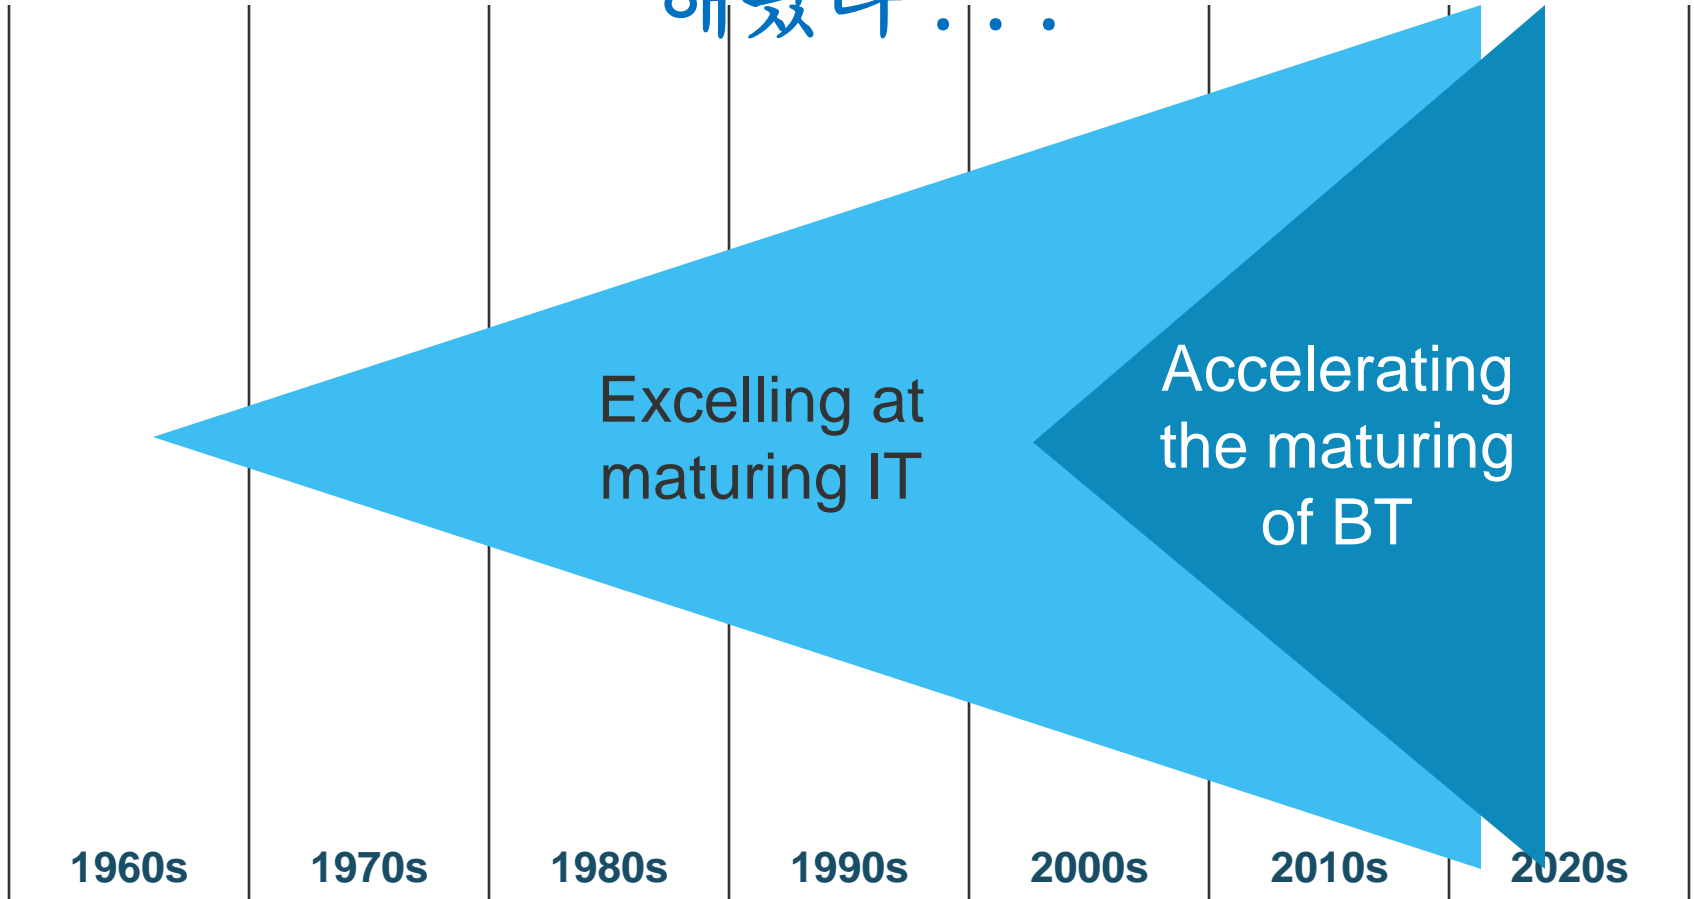 Excelling at
maturing IT
Accelerating
the maturing
of BT
1960s 1970s 1980s 1990s 2000s 2010s 2020s